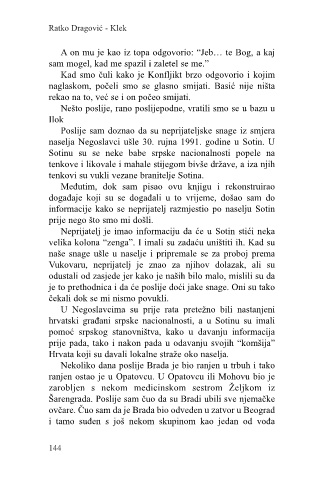 Ratko Dragović - Klek
A on mu je kao iz topa odgovorio: “Jeb… te Bog, a kaj
sam mogel, kad me spazil i zaletel se me.”
Kad smo čuli kako je Konflijkt brzo odgovorio i kojim
naglaskom, počeli smo se glasno smijati. Basić nije ništa
rekao na to, već se i on počeo smijati.
Nešto poslije, rano poslijepodne, vratili smo se u bazu u
Ilok
Poslije sam doznao da su neprijateljske snage iz smjera
naselja Negoslavci ušle 30. rujna 1991. godine u Sotin. U
Sotinu su se neke babe srpske nacionalnosti popele na
tenkove i likovale i mahale stijegom bivše države, a iza njih
tenkovi su vukli vezane branitelje Sotina.
Međutim, dok sam pisao ovu knjigu i rekonstruirao
događaje koji su se događali u to vrijeme, došao sam do
informacije kako se neprijatelj razmjestio po naselju Sotin
prije nego što smo mi došli.
Neprijatelj je imao informaciju da će u Sotin stići neka
velika kolona “zenga”. I imali su zadaću uništiti ih. Kad su
naše snage ušle u naselje i pripremale se za proboj prema
Vukovaru, neprijatelj je znao za njihov dolazak, ali su
odustali od zasjede jer kako je naših bilo malo, mislili su da
je to prethodnica i da će poslije doći jake snage. Oni su tako
čekali dok se mi nismo povukli.
U Negoslavcima su prije rata pretežno bili nastanjeni
hrvatski građani srpske nacionalnosti, a u Sotinu su imali
pomoć srpskog stanovništva, kako u davanju informacija
prije pada, tako i nakon pada u odavanju svojih “komšija”
Hrvata koji su davali lokalne straže oko naselja.
Nekoliko dana poslije Brada je bio ranjen u trbuh i tako
ranjen ostao je u Opatovcu. U Opatovcu ili Mohovu bio je
zarobljen s nekom medicinskom sestrom Željkom iz
Šarengrada. Poslije sam čuo da su Bradi ubili sve njemačke
ovčare. Čuo sam da je Brada bio odveden u zatvor u Beograd
i tamo suđen s još nekom skupinom kao jedan od vođa
144